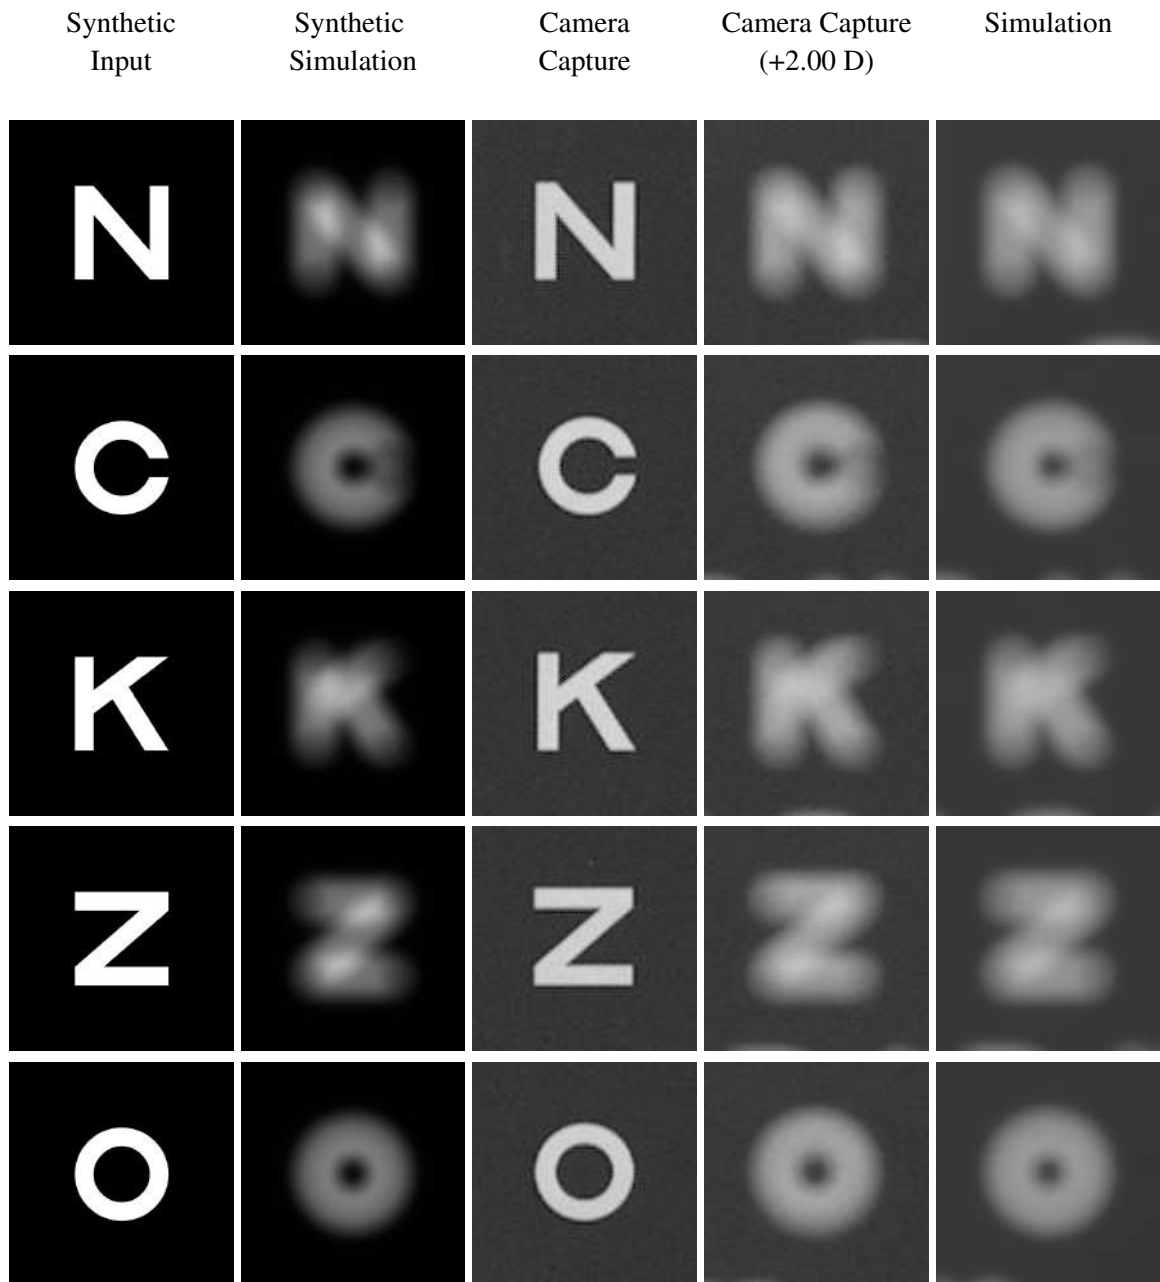 Synthetic Input
Synthetic Simulation
Camera Capture
Camera Capture (+2.00 D)
Simulation
N N N N N
C C C C C
K K K K K
Z Z Z Z Z
O O O O O